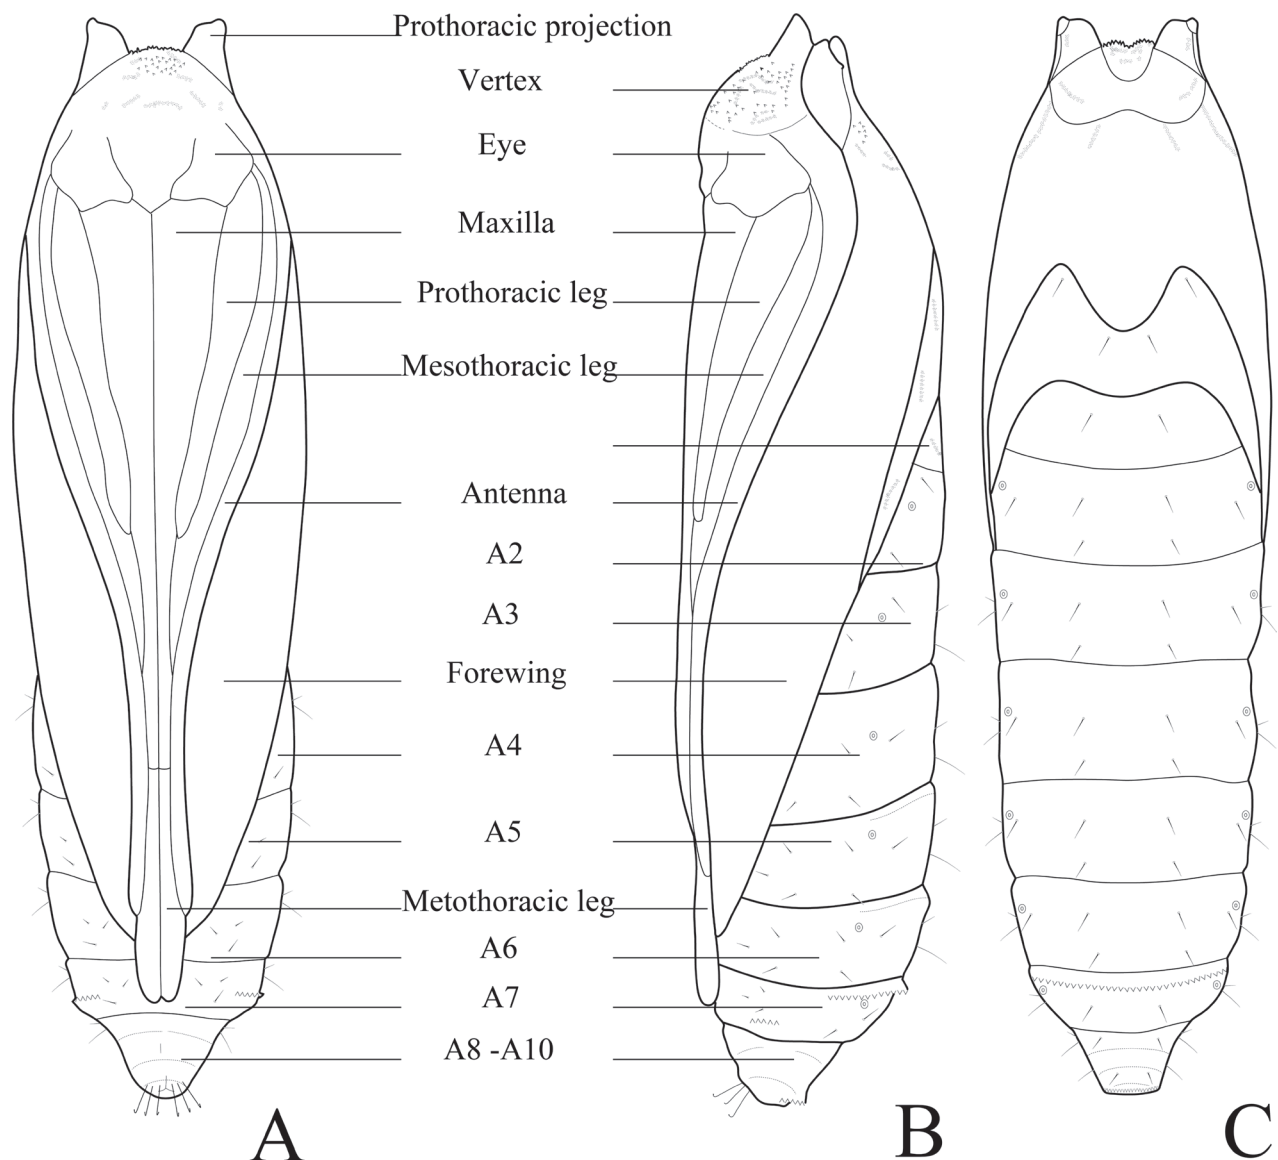 Prothoracic projection
Vertex
Eye
Maxilla
Prothoracic leg
Mesothoracic leg
Antenna
A2
A3
Forewing
A4
A5
Metothoracic leg
A6
A7
A8 -A10
A
B
C